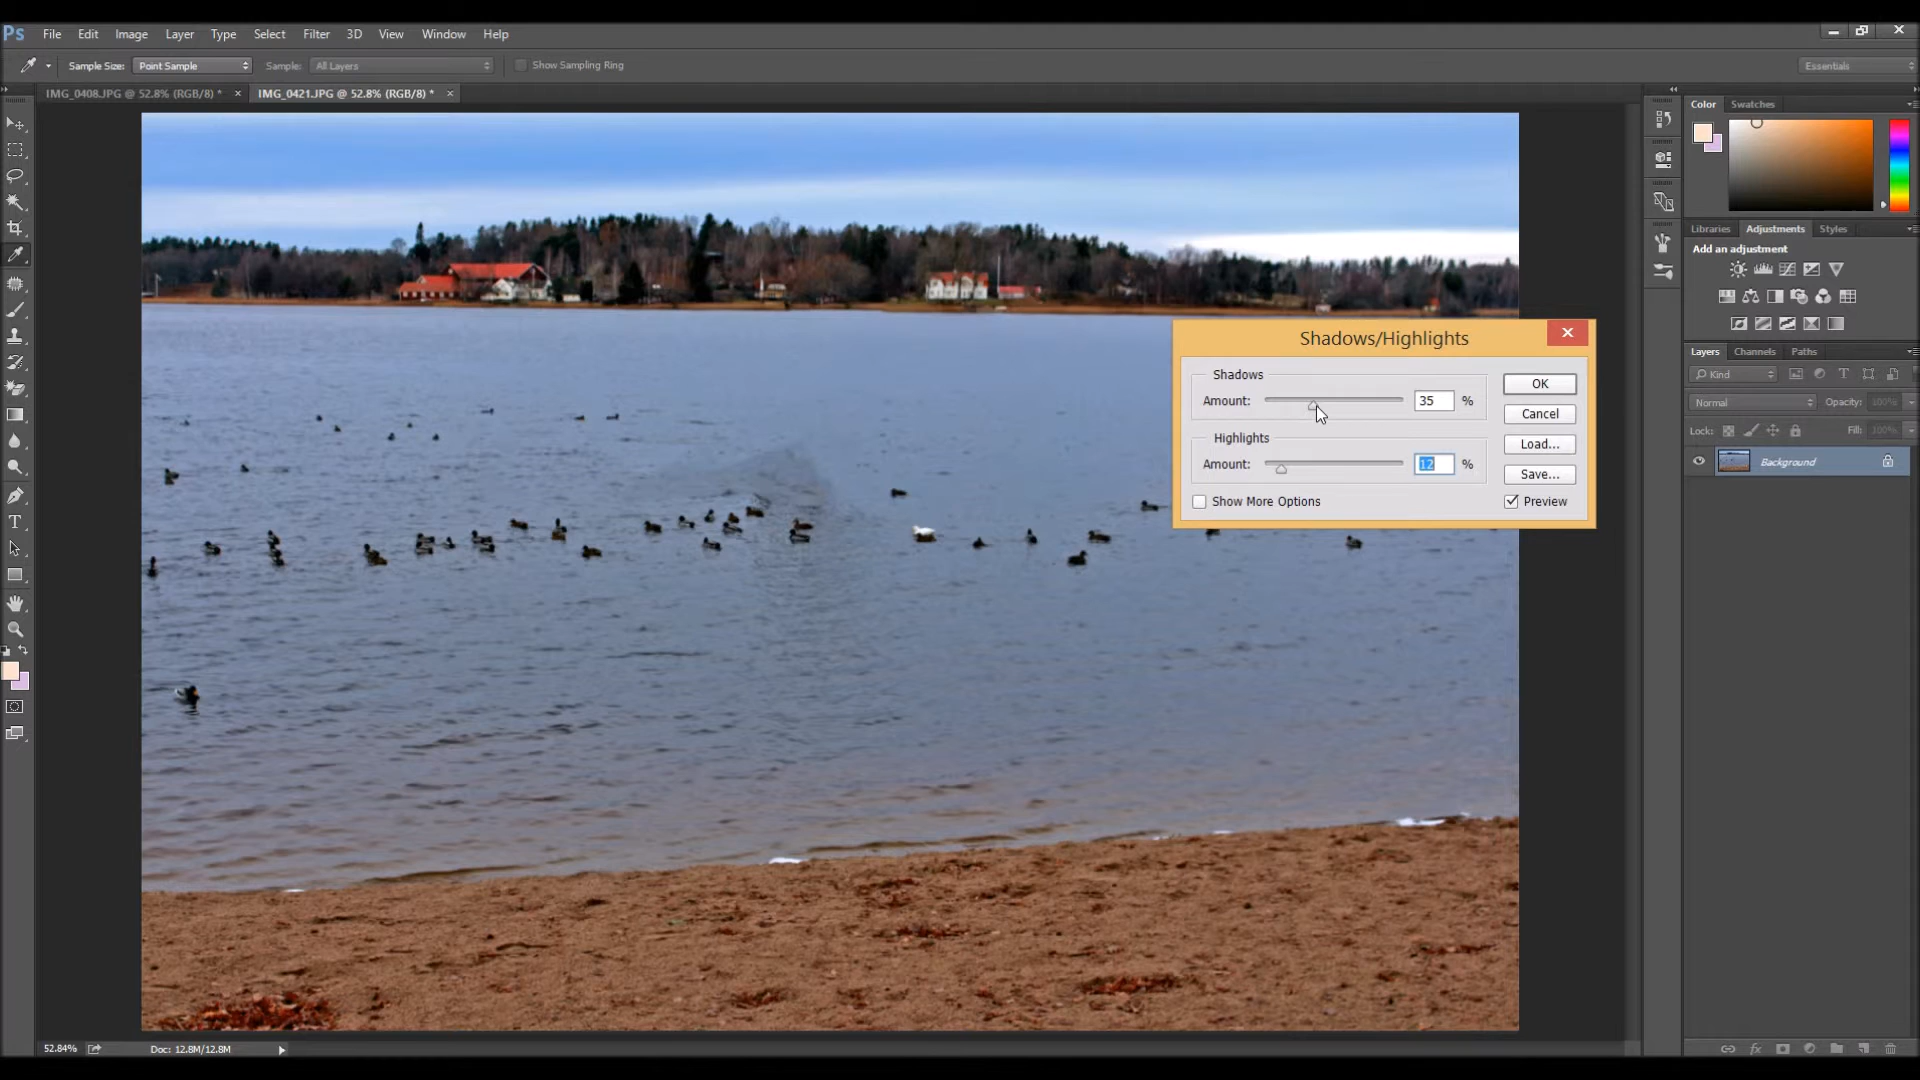 Ps File Edit Image Layer Type Select Filter 3D View Window Help
Sample Size: Point Sample Sample: All Layers Show Sampling Ring Essentials
IMG_0408.JPG @ 52.8% (RGB/8) * × IMG_0421.JPG @ 52.8% (RGB/8) * ×
Color Swatches
Libraries Adjustments Styles
Add an adjustment
Shadows/Highlights
Shadows
Amount: 35 %
OK
Cancel
Highlights
Amount: 12 %
Load...
Save...
Show More Options
Preview
Layers Channels Paths
Kind
Normal Opacity: 100%
Lock: Fill: 100%
Background
T
52.84% Doc: 12.8M/12.8M
fx